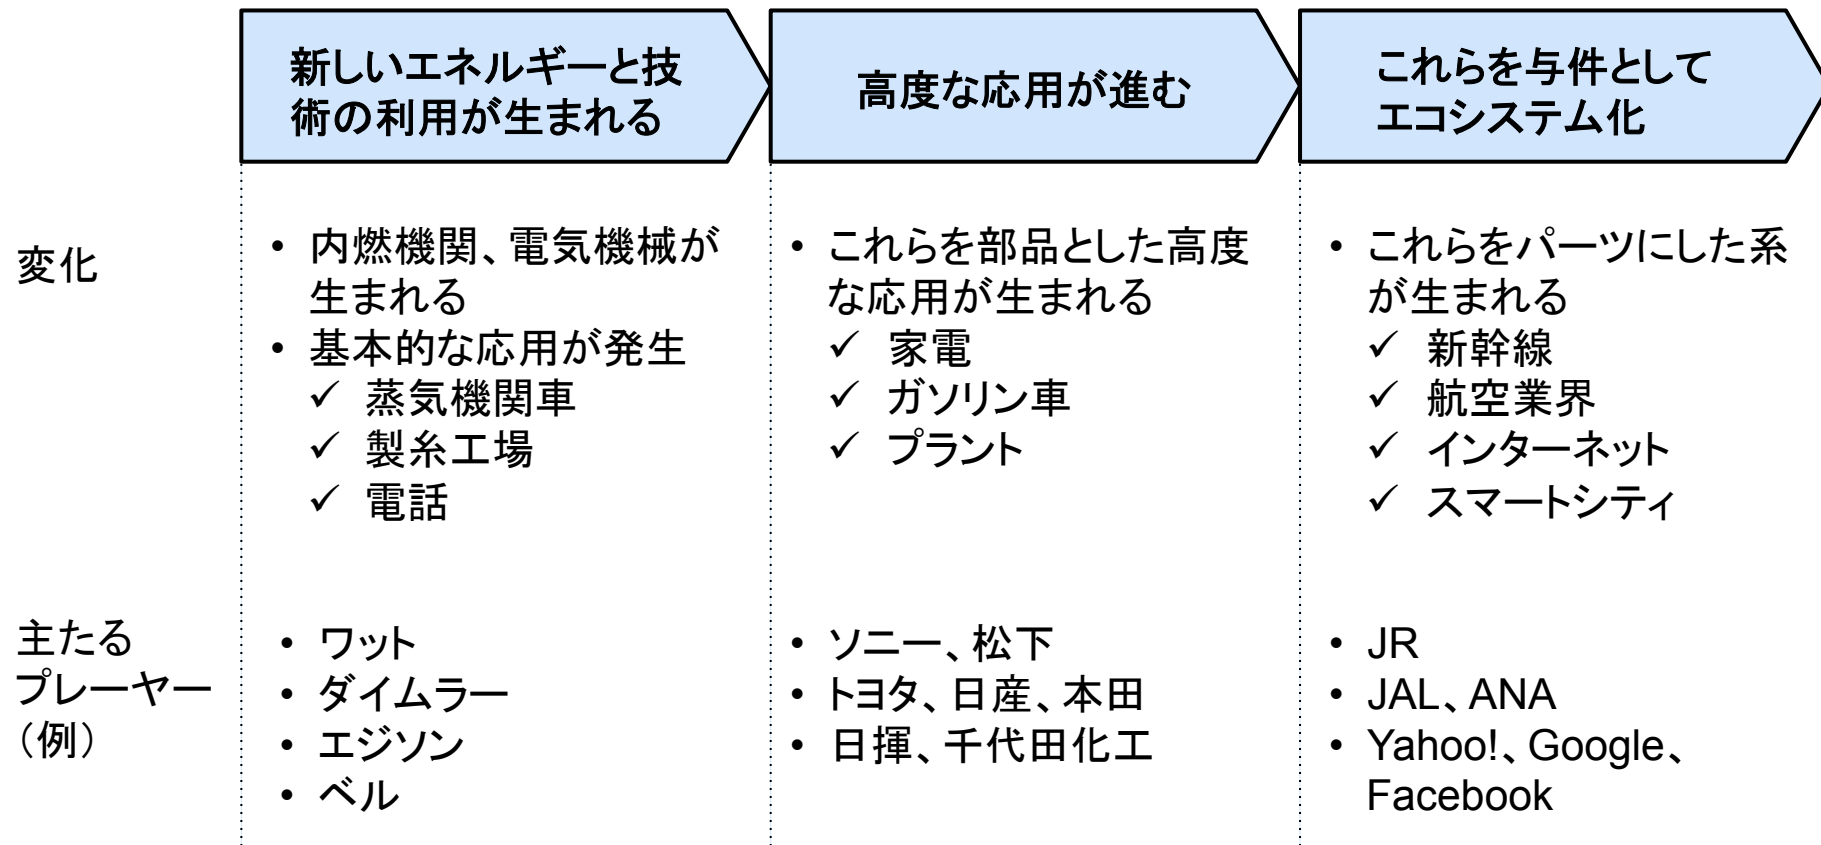 新しいエネルギーと技
術の利用が生まれる
高度な応用が進む
これらを与件として
エコシステム化
変化
• 内燃機関、電気機械が
生まれる
• 基本的な応用が発生
✓ 蒸気機関車
✓ 製糸工場
✓ 電話
• これらを部品とした高度
な応用が生まれる
✓ 家電
✓ ガソリン車
✓ プラント
• これらをパーツにした系
が生まれる
✓ 新幹線
✓ 航空業界
✓ インターネット
✓ スマートシティ
主たる
プレーヤー
（例）
• ワット
• ダイムラー
• エジソン
• ベル
• ソニー、松下
• トヨタ、日産、本田
• 日揮、千代田化工
• JR
• JAL、ANA
• Yahoo!、Google、
Facebook